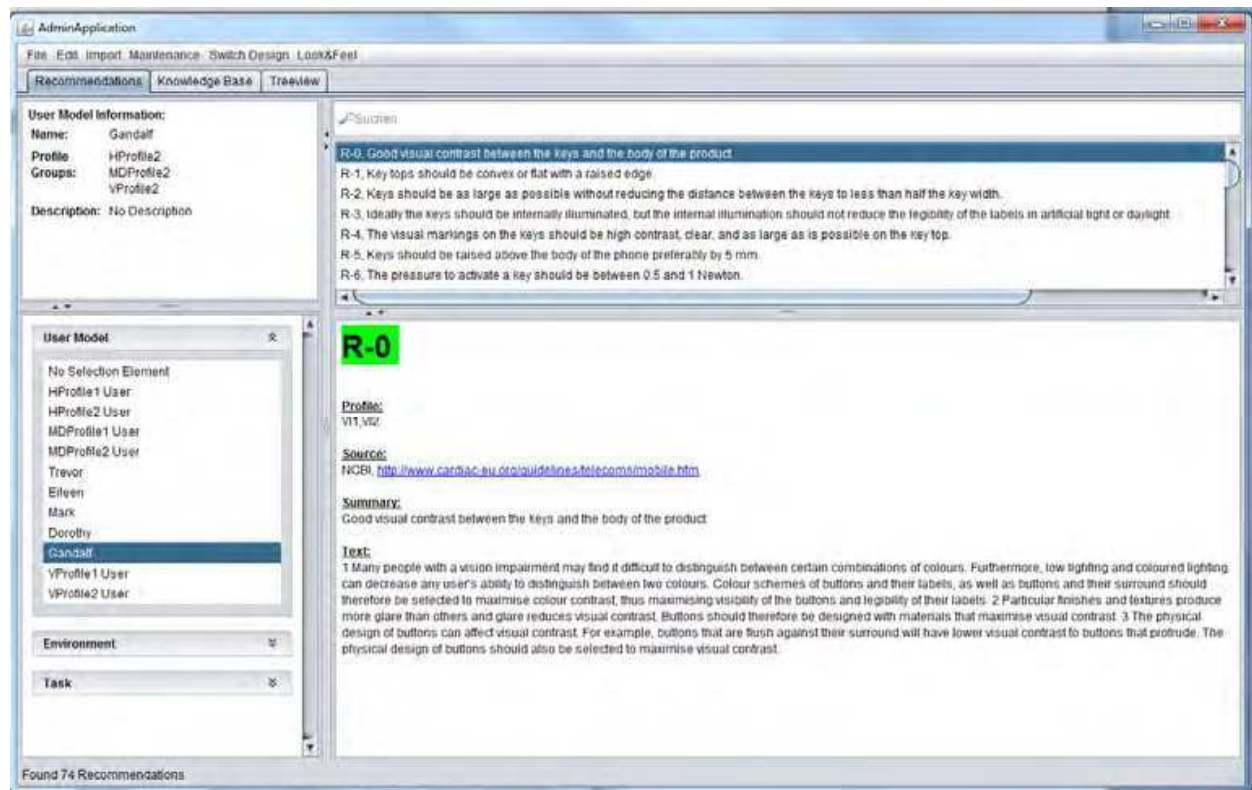 AdminApplication
File Edit Import Maintenance Switch Design Look&Feel
Recommendations Knowledge Base Treeview
User Model Information:
Name: Gandalf
Profile Groups: HProfile2
MDProfile2
VProfile2
Description: No Description
User Model
No Selection Element
HProfile1 User
HProfile2 User
MDProfile1 User
MDProfile2 User
Trevor
Eileen
Mark
Dorothy
Gandalf
VProfile1 User
VProfile2 User
Environment
Task
Suchen
R-0, Good visual contrast between the keys and the body of the product
R-1, Key tops should be convex or flat with a raised edge.
R-2, Keys should be as large as possible without reducing the distance between the keys to less than half the key width.
R-3, Ideally the keys should be internally illuminated, but the internal illumination should not reduce the legibility of the labels in artificial light or daylight.
R-4, The visual markings on the keys should be high contrast, clear, and as large as is possible on the key top.
R-5, Keys should be raised above the body of the phone preferably by 5 mm.
R-6, The pressure to activate a key should be between 0.5 and 1 Newton.
R-0
Profile:
VI1,VI2
Source:
NCBI, http://www.cardiac-eu.org/guidelines/telecoms/mobile.htm
Summary:
Good visual contrast between the keys and the body of the product
Text:
1 Many people with a vision impairment may find it difficult to distinguish between certain combinations of colours. Furthermore, low lighting and coloured lighting
can decrease any user's ability to distinguish between two colours. Colour schemes of buttons and their labels, as well as buttons and their surround should
therefore be selected to maximise colour contrast, thus maximising visibility of the buttons and legibility of their labels. 2 Particular finishes and textures produce
more glare than others and glare reduces visual contrast. Buttons should therefore be designed with materials that maximise visual contrast. 3 The physical
design of buttons can affect visual contrast. For example, buttons that are flush against their surround will have lower visual contrast to buttons that protrude. The
physical design of buttons should also be selected to maximise visual contrast.
Found 74 Recommendations